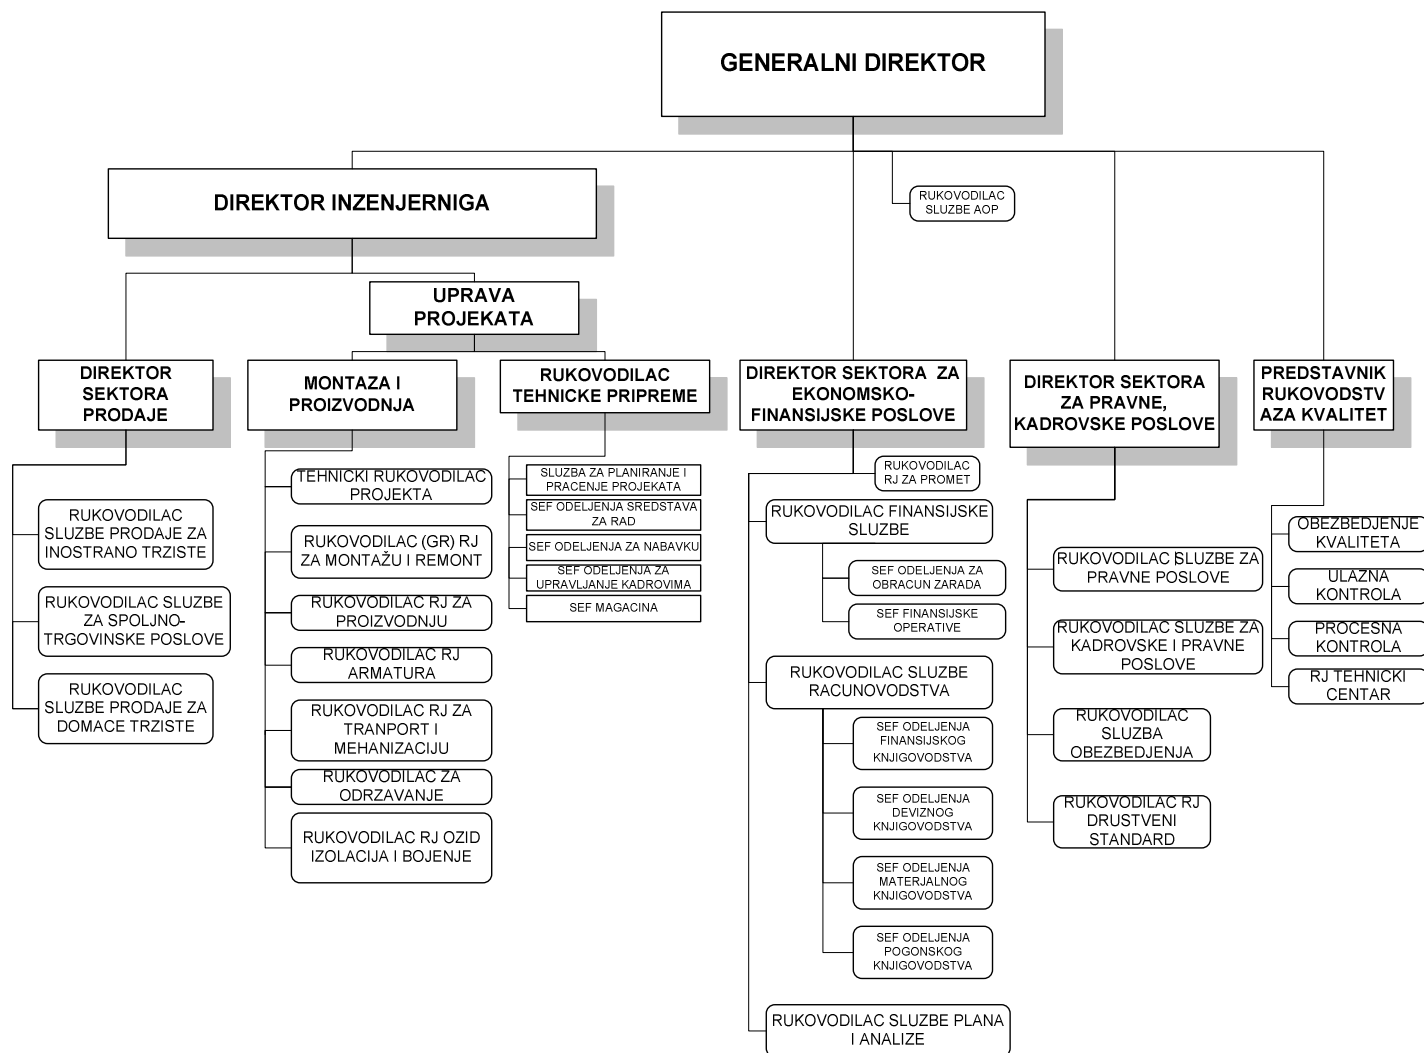 GENERALNI DIREKTOR
DIREKTOR INZENJERNIGA
RUKOVODILAC
SLUZBE AOP
UPRAVA
PROJEKATA
DIREKTOR
SEKTORA
PRODAJE
MONTAZA I
PROIZVODNJA
RUKOVODILAC
TEHNICKE PRIPREME
DIREKTOR SEKTORA ZA
EKONOMSKO-
FINANSIJSKE POSLOVE
DIREKTOR SEKTORA
ZA PRAVNE,
KADROVSKE POSLOVE
PREDSTAVNIK
RUKOVODSTV
AZA KVALITET
RUKOVODILAC
SLUZBE PRODAJE ZA
INOSTRANO TRZISTE
RUKOVODILAC SLUZBE
ZA SPOLJNO-
TRGOVINSKE POSLOVE
RUKOVODILAC
SLUZBE PRODAJE ZA
DOMACE TRZISTE
TEHNICKI RUKOVODILAC
PROJEKTA
RUKOVODILAC (GR) RJ
ZA MONTAŽU I REMONT
RUKOVODILAC RJ ZA
PROIZVODNJU
RUKOVODILAC RJ
ARMATURA
RUKOVODILAC RJ ZA
TRANPORT I
MEHANIZACIJU
RUKOVODILAC ZA
ODRZAVANJE
RUKOVODILAC RJ OZID
IZOLACIJA I BOJENJE
SLUZBA ZA PLANIRANJE I
PRACENJE PROJEKATA
SEF ODELJENJA SREDSTAVA
ZA RAD
SEF ODELJENJA ZA NABAVKU
SEF ODELJENJA ZA
UPRAVLJANJE KADROVIMA
SEF MAGACINA
RUKOVODILAC
RJ ZA PROMET
RUKOVODILAC FINANSIJSKE
SLUZBE
SEF ODELJENJA ZA
OBRACUN ZARADA
SEF FINANSIJSKE
OPERATIVE
RUKOVODILAC SLUZBE
RACUNOVODSTVA
SEF ODELJENJA
FINANSIJSKOG
KNJIGOVODSTVA
SEF ODELJENJA
DEVIZNOG
KNJIGOVODSTVA
SEF ODELJENJA
MATERJALNOG
KNJIGOVODSTVA
SEF ODELJENJA
POGONSKOG
KNJIGOVODSTVA
RUKOVODILAC SLUZBE PLANA
I ANALIZE
RUKOVODILAC SLUZBE ZA
PRAVNE POSLOVE
RUKOVODILAC SLUZBE ZA
KADROVSKE I PRAVNE
POSLOVE
RUKOVODILAC
SLUZBA
OBEZBEDJENJA
RUKOVODILAC RJ
DRUSTVENI
STANDARD
OBEZBEDJENJE
KVALITETA
ULAZNA
KONTROLA
PROCESNA
KONTROLA
RJ TEHNICKI
CENTAR